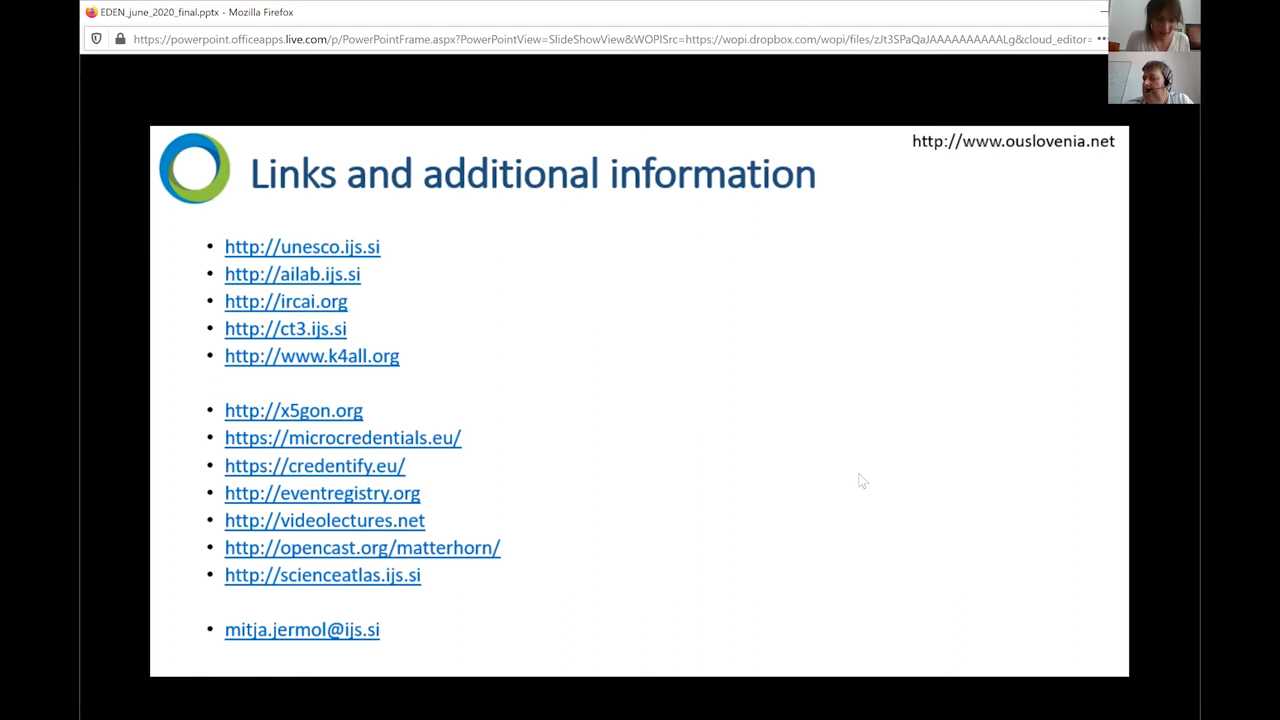 EDEN_june_2020_final.pptx - Mozilla Firefox
https://powerpoint.officeapps.live.com/p/PowerPointFrame.aspx?PowerPointView=SlideShowView&WOPISrc=https://wopi.dropbox.com/wopi/files/zJt3SPaQaJAAAAAAAAAALg&cloud_editor=
http://www.ouslovenia.net
Links and additional information
• http://unesco.ijs.si
• http://ailab.ijs.si
• http://ircai.org
• http://ct3.ijs.si
• http://www.k4all.org
• http://x5gon.org
• https://microcredentials.eu/
• https://credentify.eu/
• http://eventregistry.org
• http://videolectures.net
• http://opencast.org/matterhorn/
• http://scienceatlas.ijs.si
• mitja.jermol@ijs.si